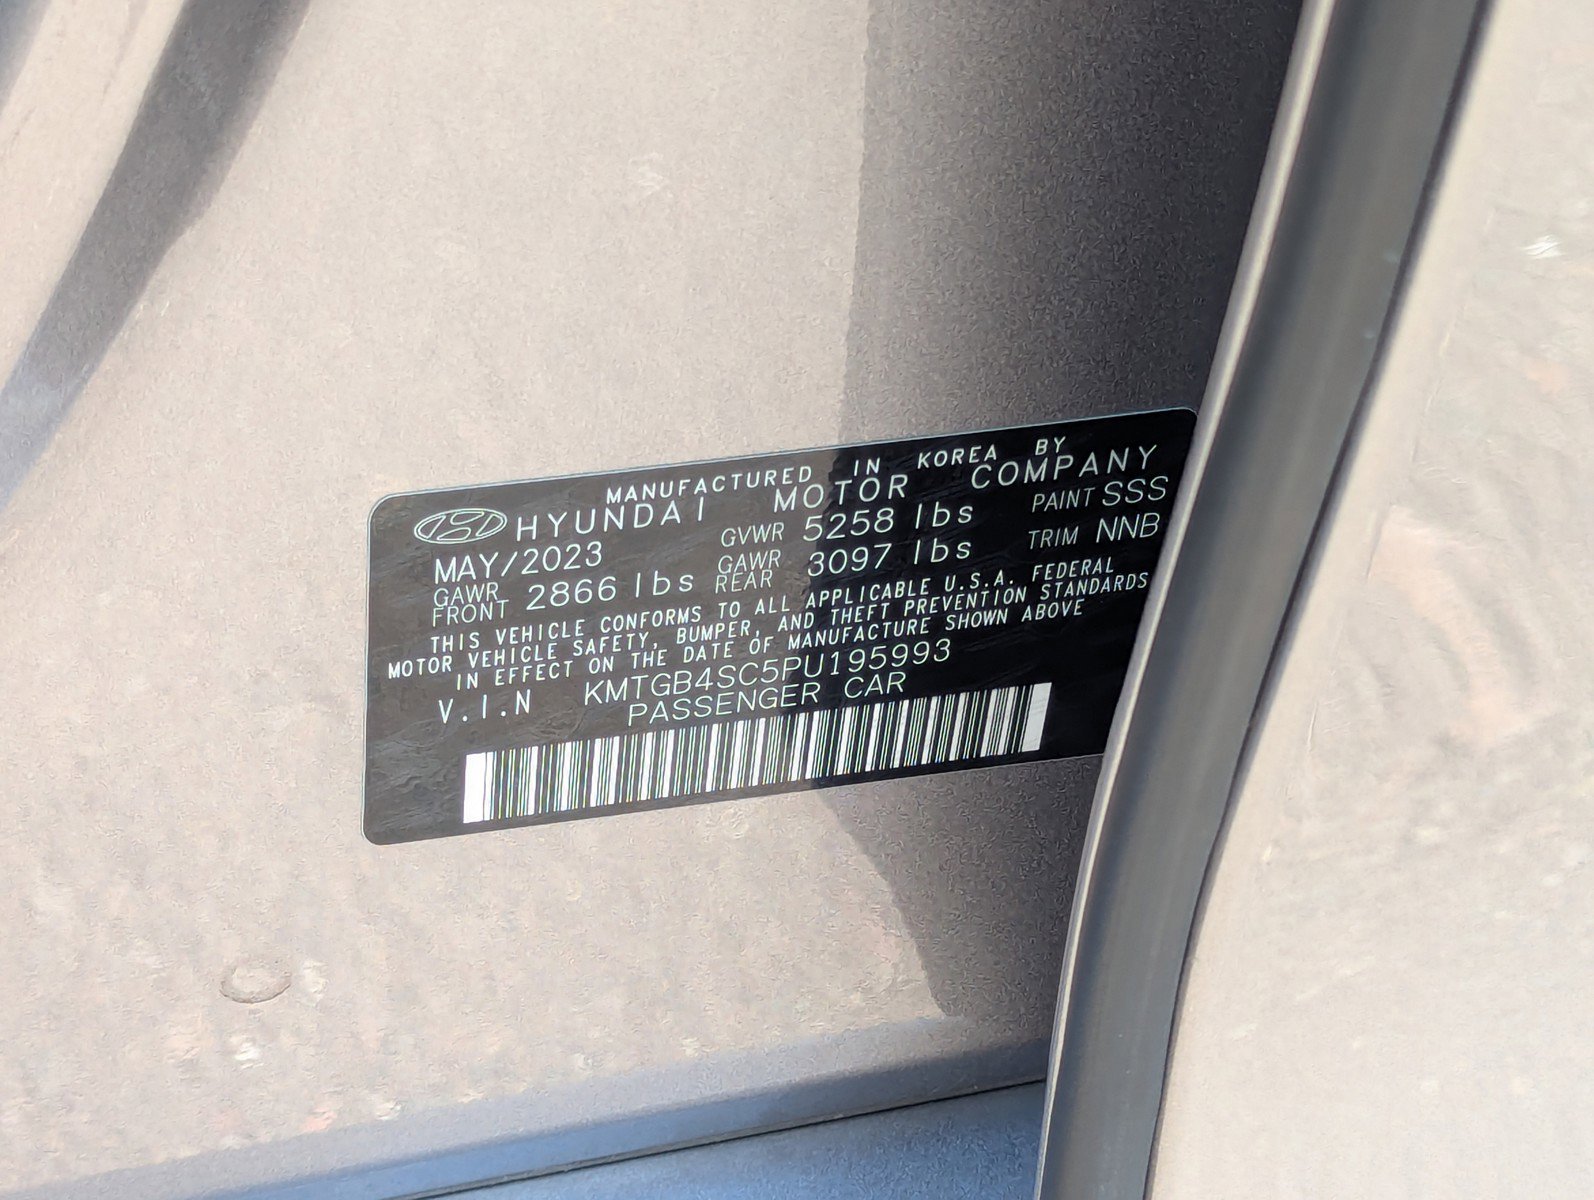 MANUFACTURED IN KOREA BY
HYUNDAI MOTOR COMPANY
MAY/2023 GVWR 5258 lbs PAINT SSS
GAWR FRONT 2866 lbs GAWR REAR 3097 lbs TRIM NNB
THIS VEHICLE CONFORMS TO ALL APPLICABLE U.S.A. FEDERAL
MOTOR VEHICLE SAFETY, BUMPER, AND THEFT PREVENTION STANDARDS
IN EFFECT ON THE DATE OF MANUFACTURE SHOWN ABOVE
V.I.N KMTGB4SC5PU195993
PASSENGER CAR